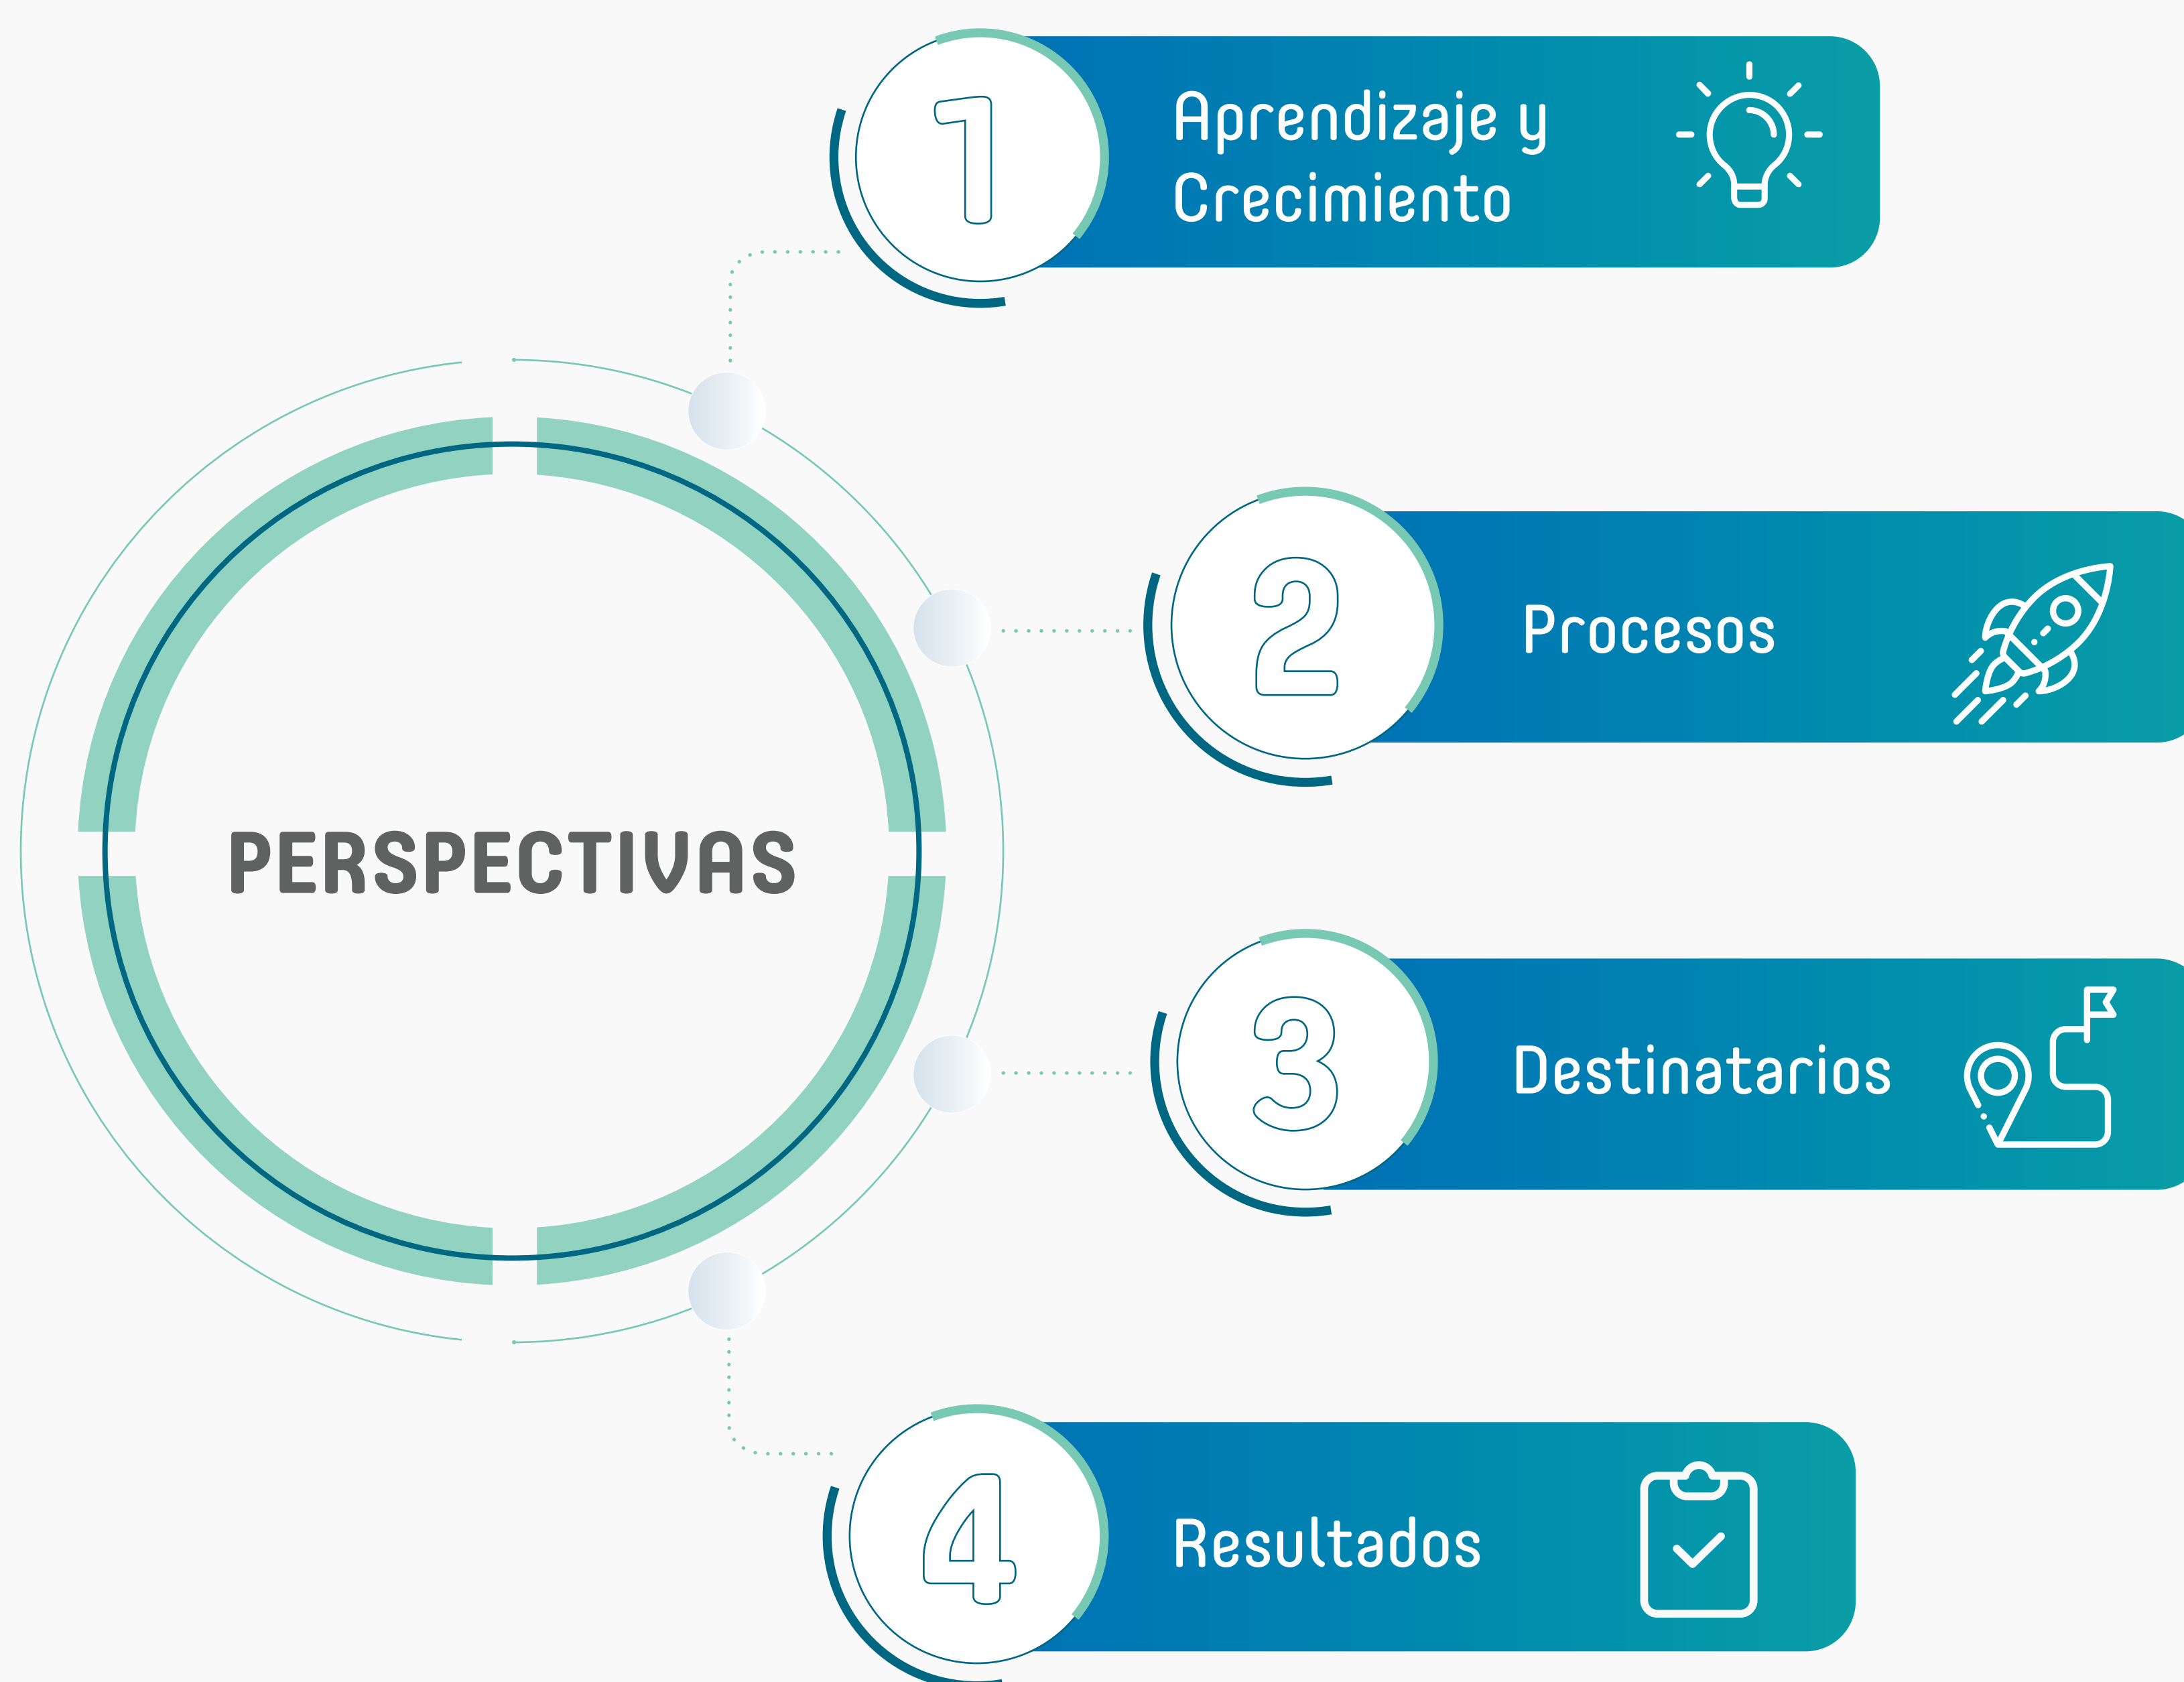 1
Aprendizaje y
Crecimiento
2
Procesos
PERSPECTIVAS
3
Destinatarios
4
Resultados